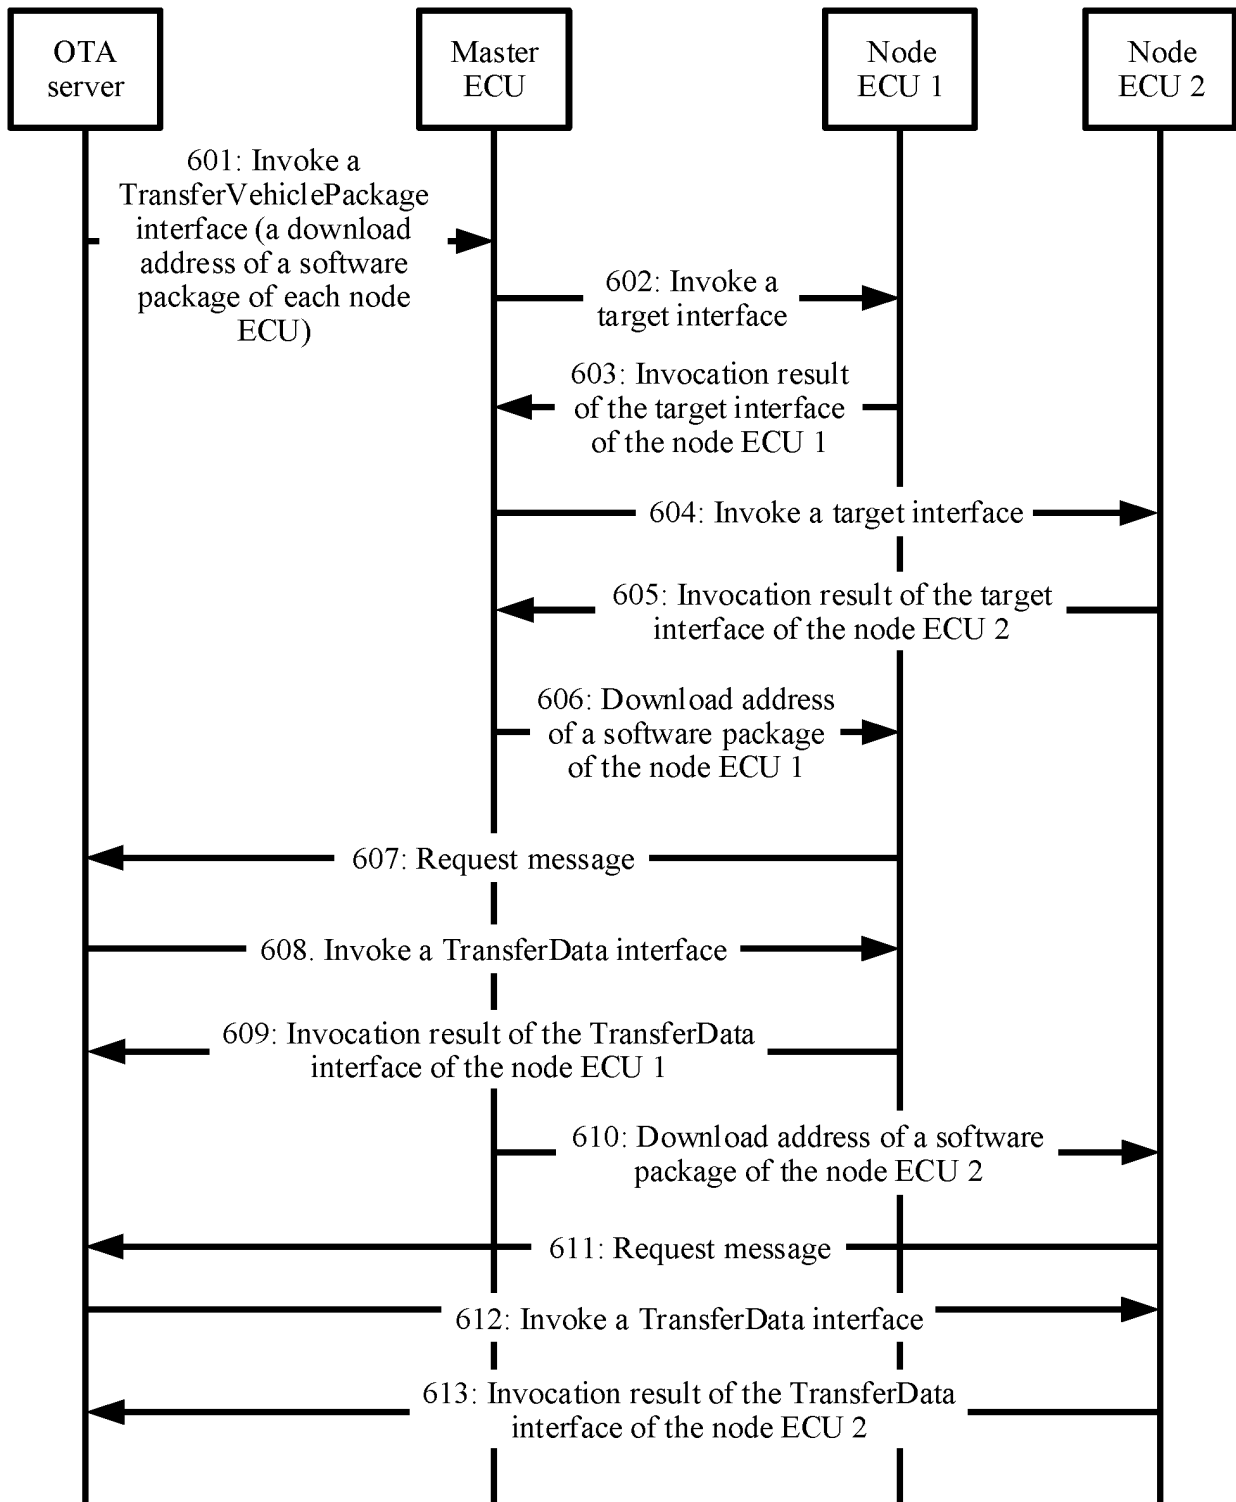 OTA
server
Master
ECU
Node
ECU 1
Node
ECU 2
601: Invoke a
TransferVehiclePackage
interface (a download
address of a software
package of each node
ECU)
602: Invoke a
target interface
603: Invocation result
of the target interface
of the node ECU 1
604: Invoke a target interface
605: Invocation result of the target
interface of the node ECU 2
606: Download address
of a software package
of the node ECU 1
607: Request message
608. Invoke a TransferData interface
609: Invocation result of the TransferData
interface of the node ECU 1
610: Download address of a software
package of the node ECU 2
611: Request message
612: Invoke a TransferData interface
613: Invocation result of the TransferData
interface of the node ECU 2